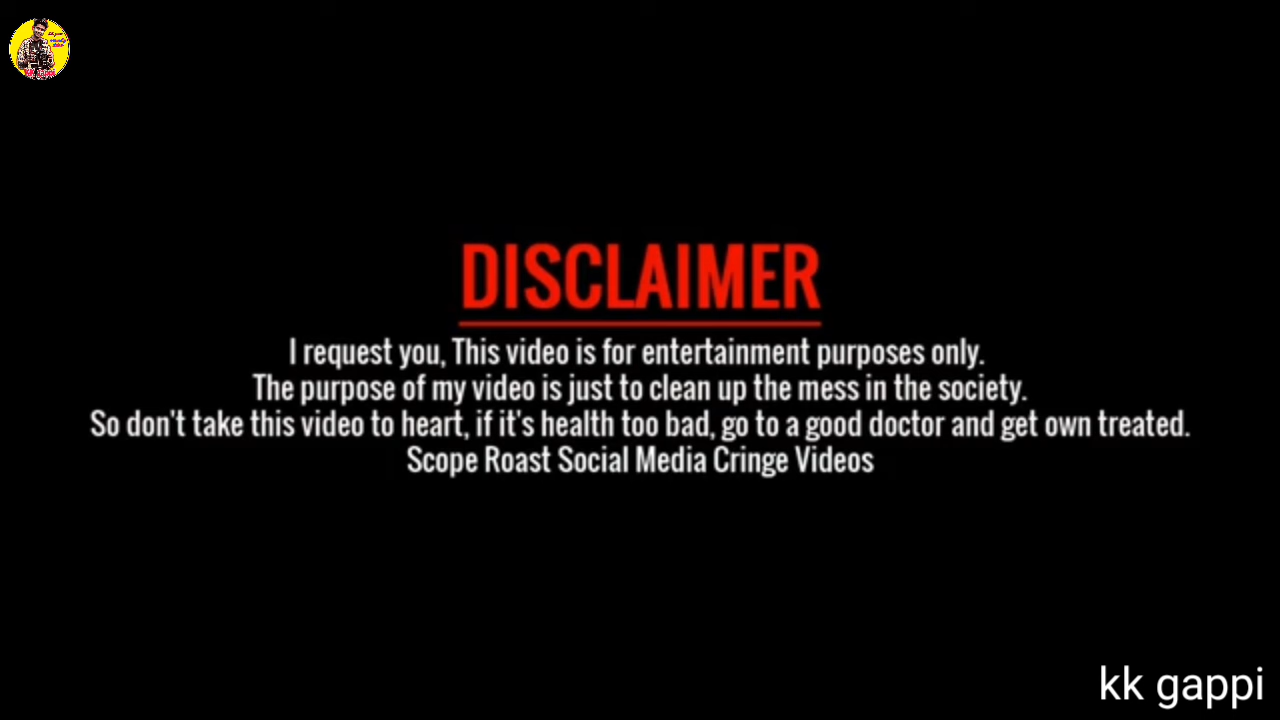 DISCLAIMER
I request you, This video is for entertainment purposes only.
The purpose of my video is just to clean up the mess in the society.
So don't take this video to heart, if it's health too bad, go to a good doctor and get own treated.
Scope Roast Social Media Cringe Videos
kk gappi